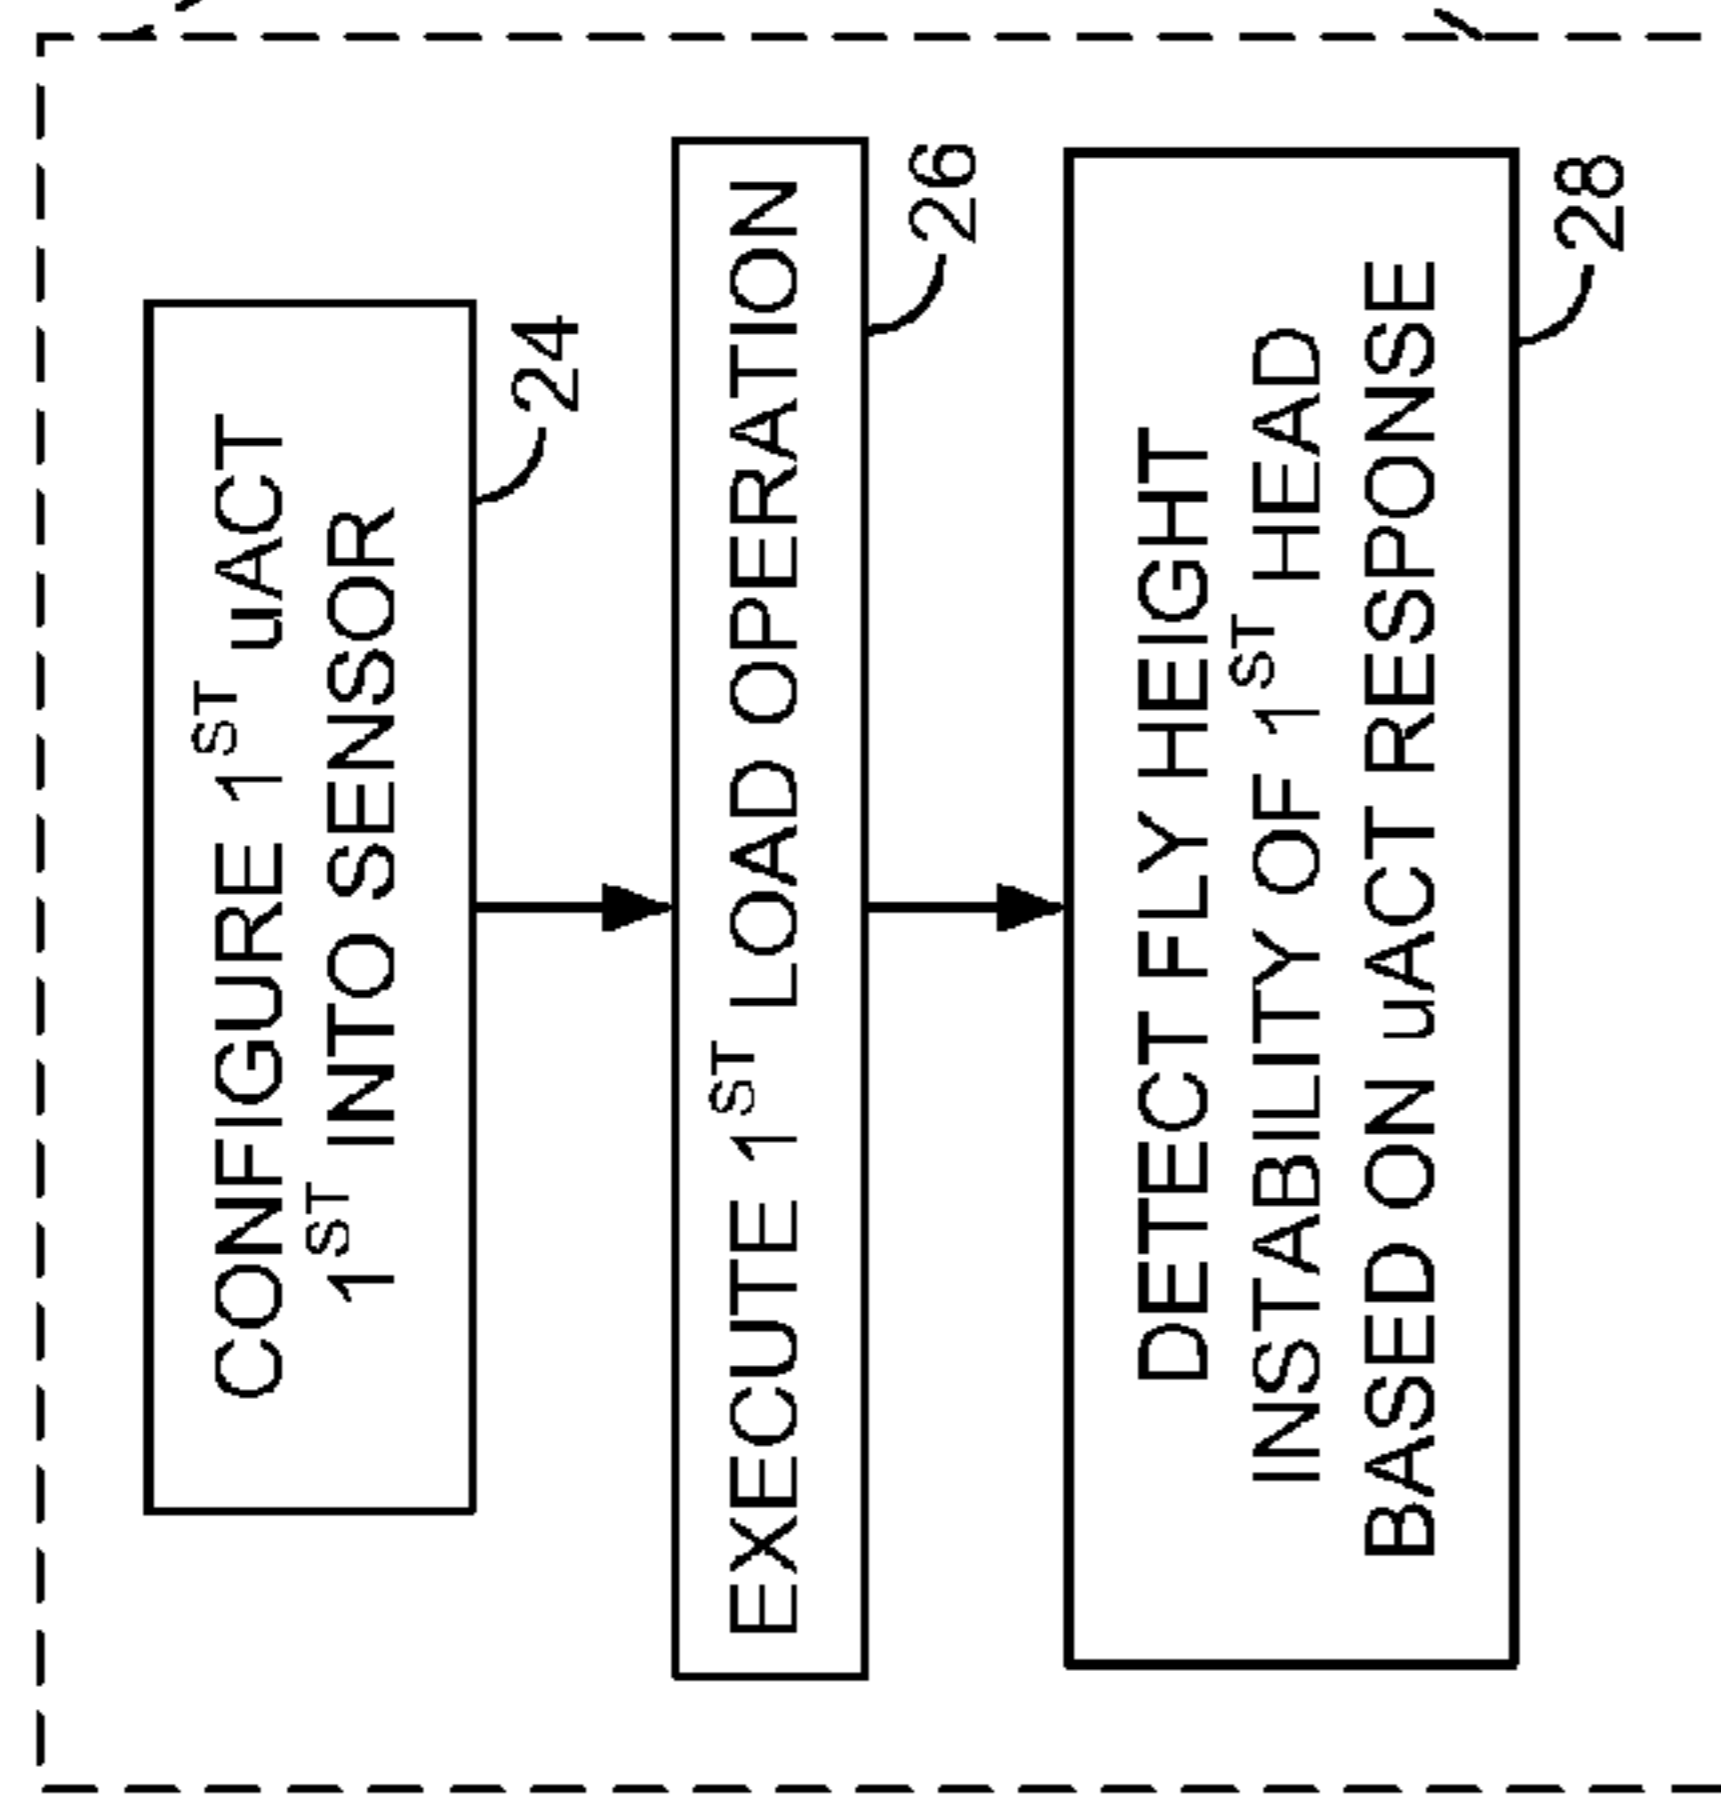 CONFIGURE 1ST uACT
1ST INTO SENSOR
24
EXECUTE 1ST LOAD OPERATION
26
DETECT FLY HEIGHT
INSTABILITY OF 1ST HEAD
BASED ON uACT RESPONSE
28